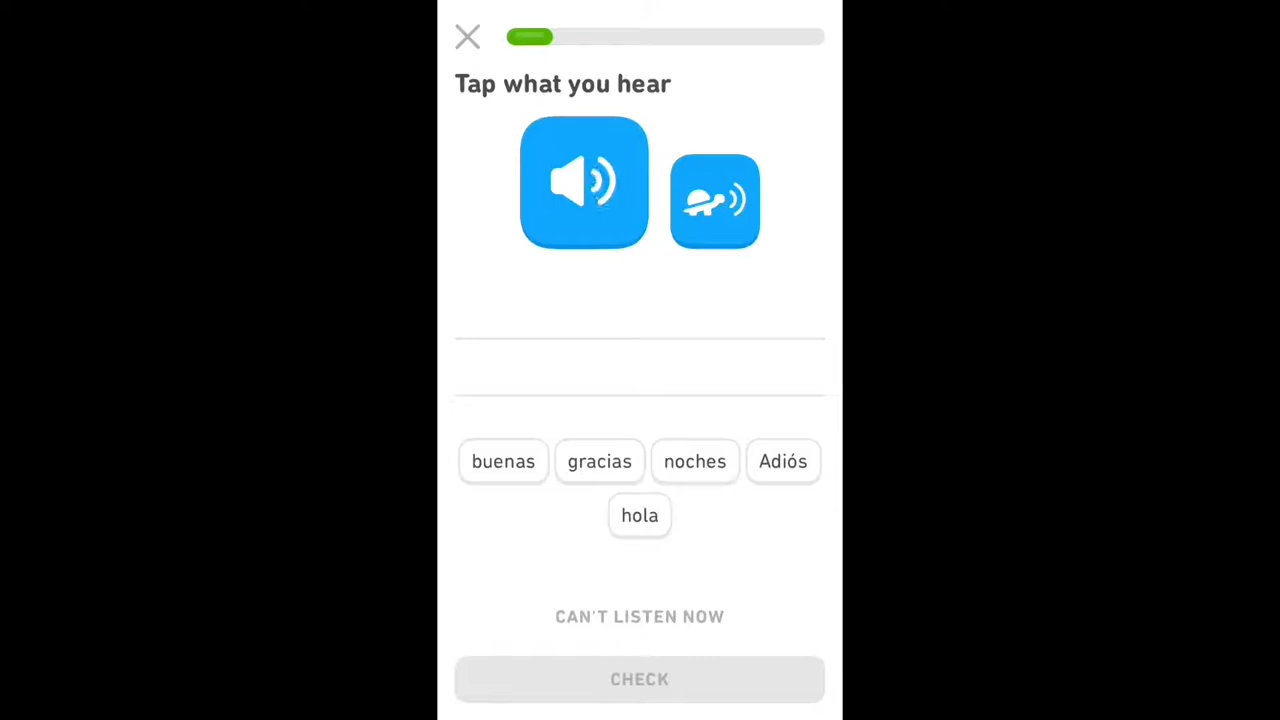 Tap what you hear
buenas gracias noches Adiós
hola
CAN'T LISTEN NOW
CHECK